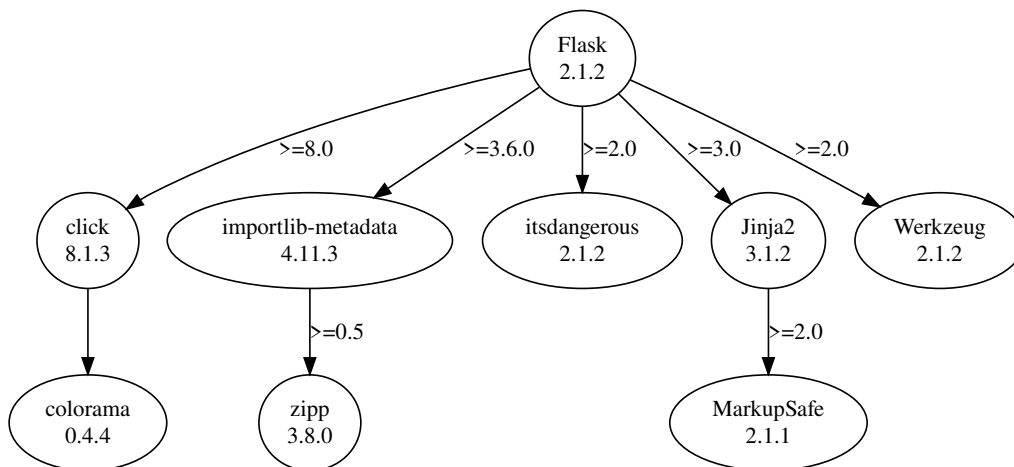 Flask
2.1.2
>=8.0
>=3.6.0
>=2.0
>=3.0
>=2.0
click
8.1.3
importlib-metadata
4.11.3
itsdangerous
2.1.2
Jinja2
3.1.2
Werkzeug
2.1.2
>=0.5
>=2.0
colorama
0.4.4
zipp
3.8.0
MarkupSafe
2.1.1